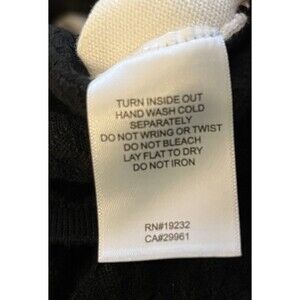 TURN INSIDE OUT
HAND WASH COLD
SEPARATELY
DO NOT WRING OR TWIST
DO NOT BLEACH
LAY FLAT TO DRY
DO NOT IRON
RN#19232
CA#29961